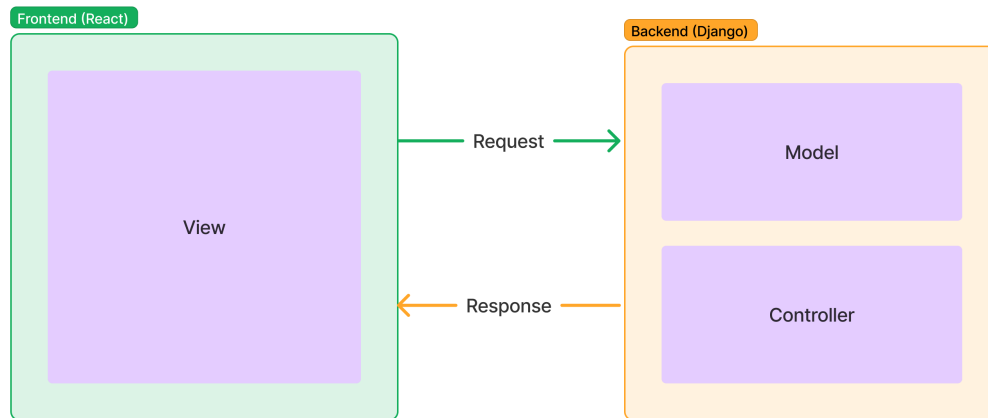 Frontend (React)
Backend (Django)
View
Request
Response
Model
Controller